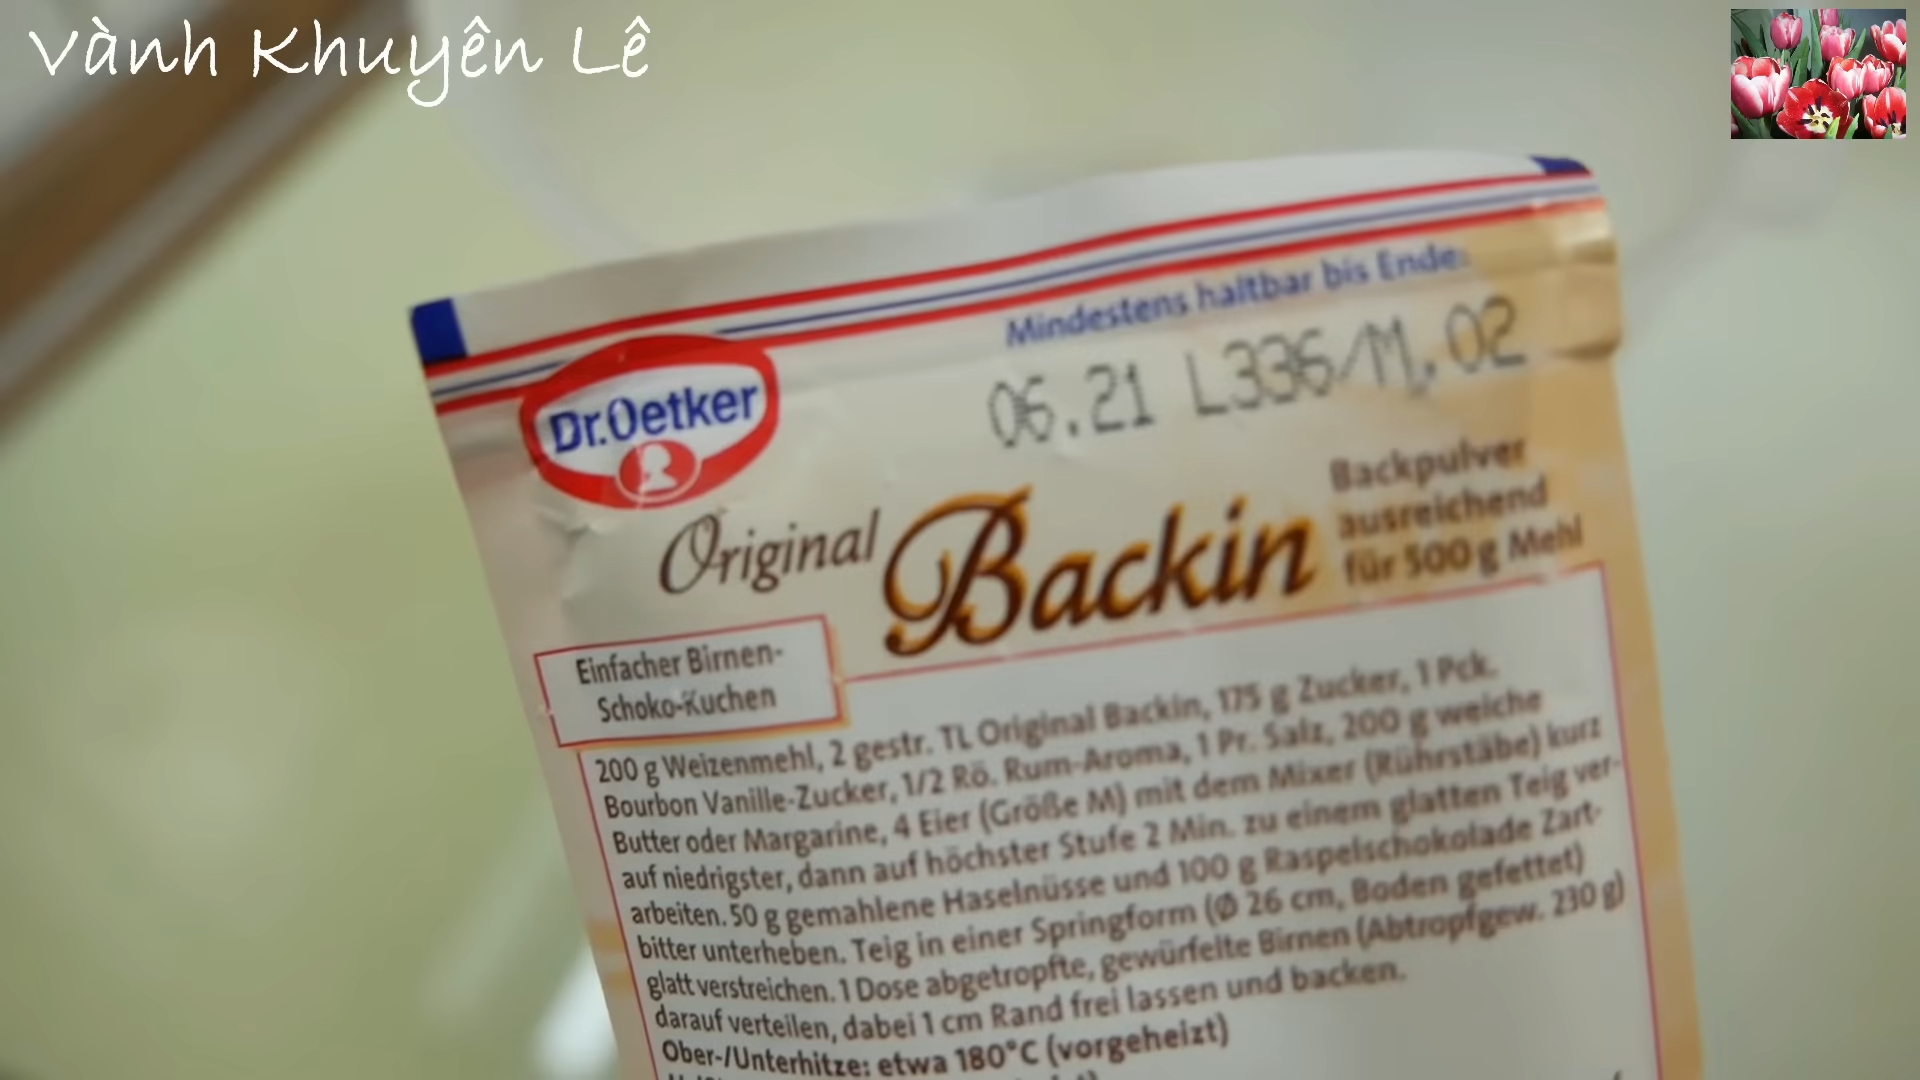 Vành Khuyên Lê
Mindestens haltbar bis Ende:
06.21 L336/M.02
Dr.Oetker
Original Backin
Backpulver
ausreichend
für 500 g Mehl
Einfacher Birnen-
Schoko-Kuchen
200 g Weizenmehl, 2 gestr. TL Original Backin, 175 g Zucker, 1 Pck.
Bourbon Vanille-Zucker, 1/2 Rö. Rum-Aroma, 1 Pr. Salz, 200 g weiche
Butter oder Margarine, 4 Eier (Größe M) mit dem Mixer (Rührstäbe) kurz
auf niedrigster, dann auf höchster Stufe 2 Min. zu einem glatten Teig ver-
arbeiten. 50 g gemahlene Haselnüsse und 100 g Raspelschokolade Zart-
bitter unterheben. Teig in einer Springform (Ø 26 cm, Boden gefettet)
glatt verstreichen. 1 Dose abgetropfte, gewürfelte Birnen (Abtropfgew. 230 g)
darauf verteilen, dabei 1 cm Rand frei lassen und backen.
Ober-/Unterhitze: etwa 180°C (vorgeheizt)